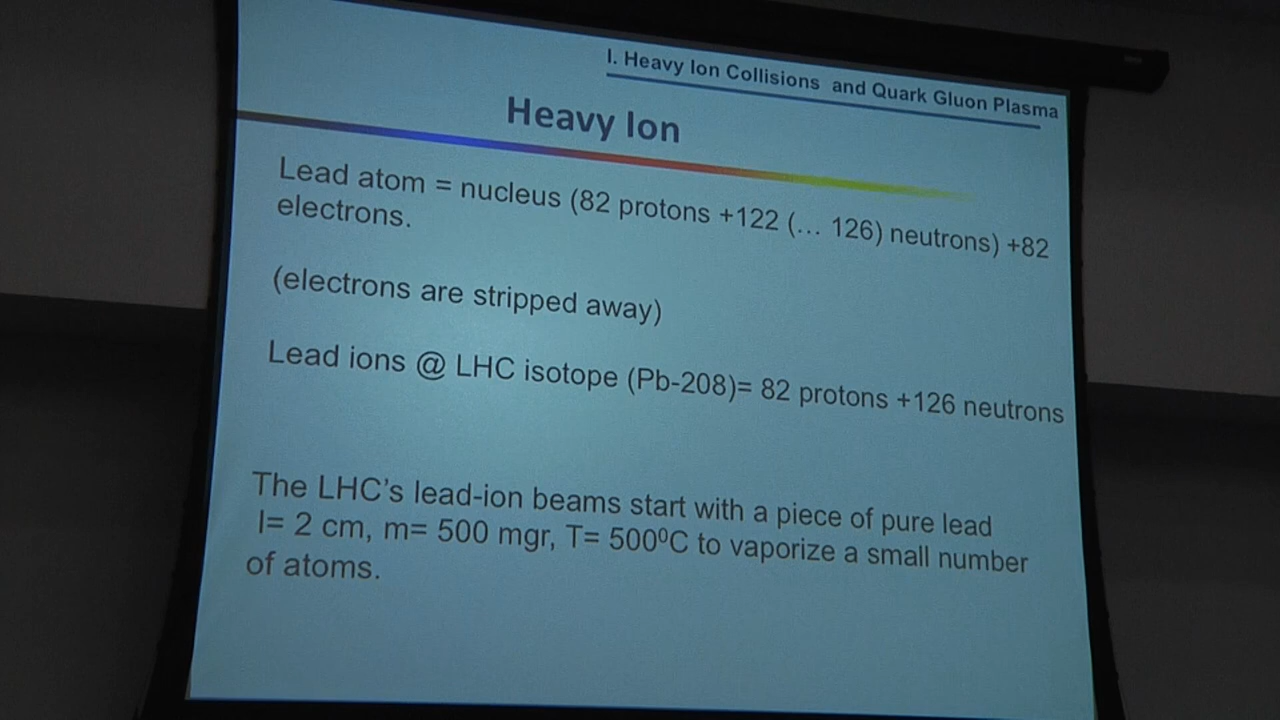 I. Heavy Ion Collisions and Quark Gluon Plasma
Heavy Ion
Lead atom = nucleus (82 protons +122 (... 126) neutrons) +82
electrons.
(electrons are stripped away)
Lead ions @ LHC isotope (Pb-208)= 82 protons +126 neutrons
The LHC's lead-ion beams start with a piece of pure lead
l= 2 cm, m= 500 mgr, T= 500⁰C to vaporize a small number
of atoms.